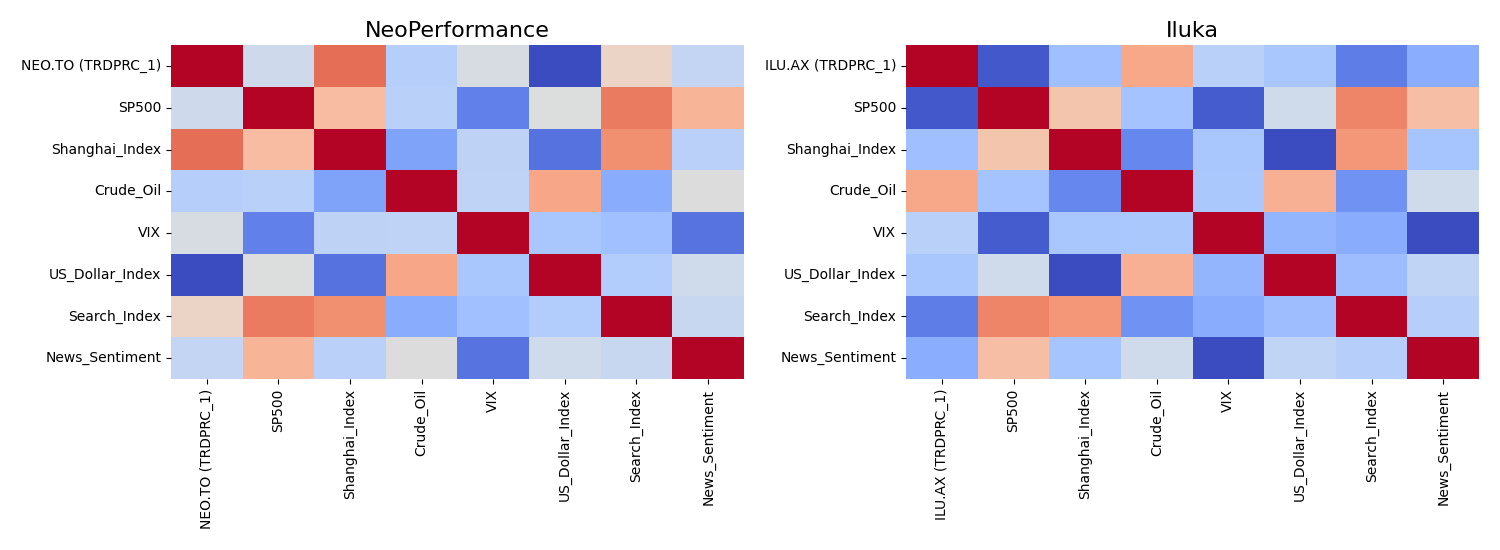 NeoPerformance
NEO.TO (TRDPRC_1)
SP500
Shanghai_Index
Crude_Oil
VIX
US_Dollar_Index
Search_Index
News_Sentiment
NEO.TO (TRDPRC_1)
SP500
Shanghai_Index
Crude_Oil
VIX
US_Dollar_Index
Search_Index
News_Sentiment
Iluka
ILU.AX (TRDPRC_1)
SP500
Shanghai_Index
Crude_Oil
VIX
US_Dollar_Index
Search_Index
News_Sentiment
ILU.AX (TRDPRC_1)
SP500
Shanghai_Index
Crude_Oil
VIX
US_Dollar_Index
Search_Index
News_Sentiment